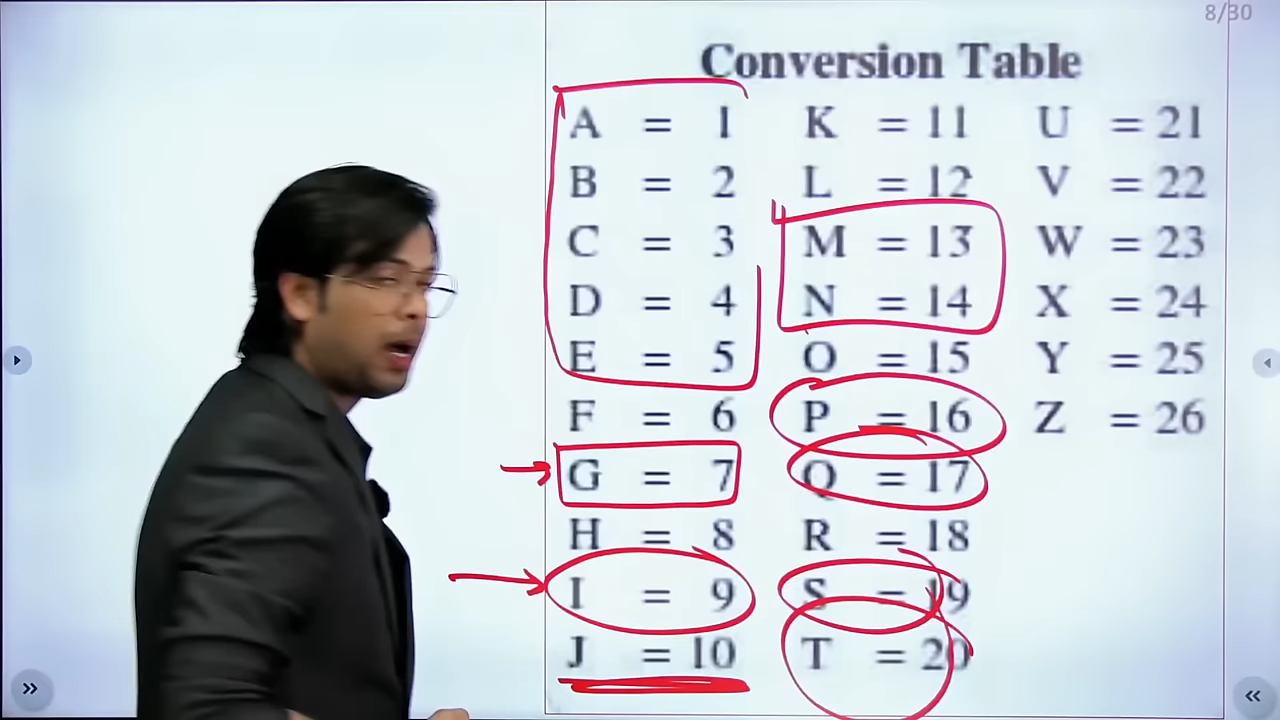 8/30
Conversion Table
A = 1 K = 11 U = 21
B = 2 L = 12 V = 22
C = 3 M = 13 W = 23
D = 4 N = 14 X = 24
E = 5 O = 15 Y = 25
F = 6 P = 16 Z = 26
G = 7 Q = 17
H = 8 R = 18
I = 9 S = 19
J = 10 T = 20